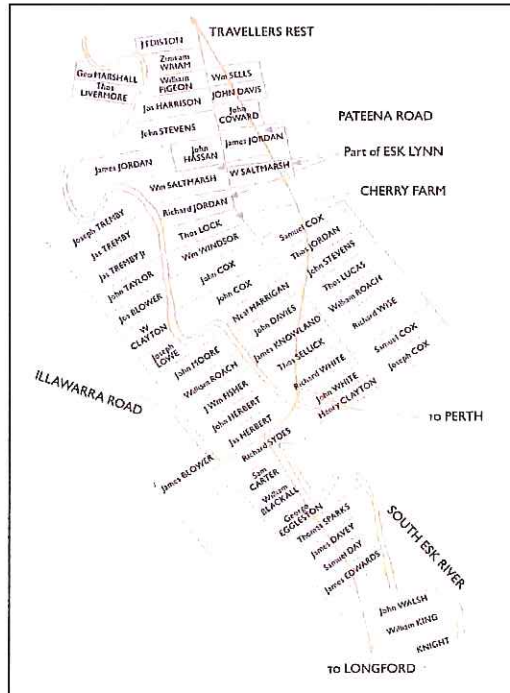 TRAVELLERS REST
J F DISTON
Zimram
WRIAM
Geo MARSHALL
Thos
LIVERMORE
William
PIGEON
Wm SELLS
Jas HARRISON
JOHN DAVIS
John
COWARD
PATEENA ROAD
John STEVENS
James JORDAN
John
HASSAN
James JORDAN
Part of ESK LYNN
Wm SALTMARSH
W SALTMARSH
CHERRY FARM
Richard JORDAN
Joseph TREMBY
Thos LOCK
Samuel COX
Jas TREMBY
Wm WINDSOR
Thos JORDAN
Jas TREMBY Jr
John COX
John STEVENS
John TAYLOR
John COX
Thos LUCAS
Jos BLOWER
Neal HARRIGAN
William ROACH
W
CLAYTON
John DAVIES
Richard WISE
Joseph
LOWE
James KNOWLAND
Samuel COX
John MOORE
Thos SELLICK
Joseph COX
William ROACH
Richard WHITE
ILLAWARRA ROAD
J Wm FISHER
John WHITE
John HERBERT
Henry CLAYTON
TO PERTH
Jas HERBERT
Richard SYDES
James BLOWER
Sam
CARTER
William
BLACKALL
George
EGGLESTON
Thomas SPARKS
James DAVEY
SOUTH ESK RIVER
Samuel DAY
James EDWARDS
John WALSH
William KING
KNIGHT
TO LONGFORD